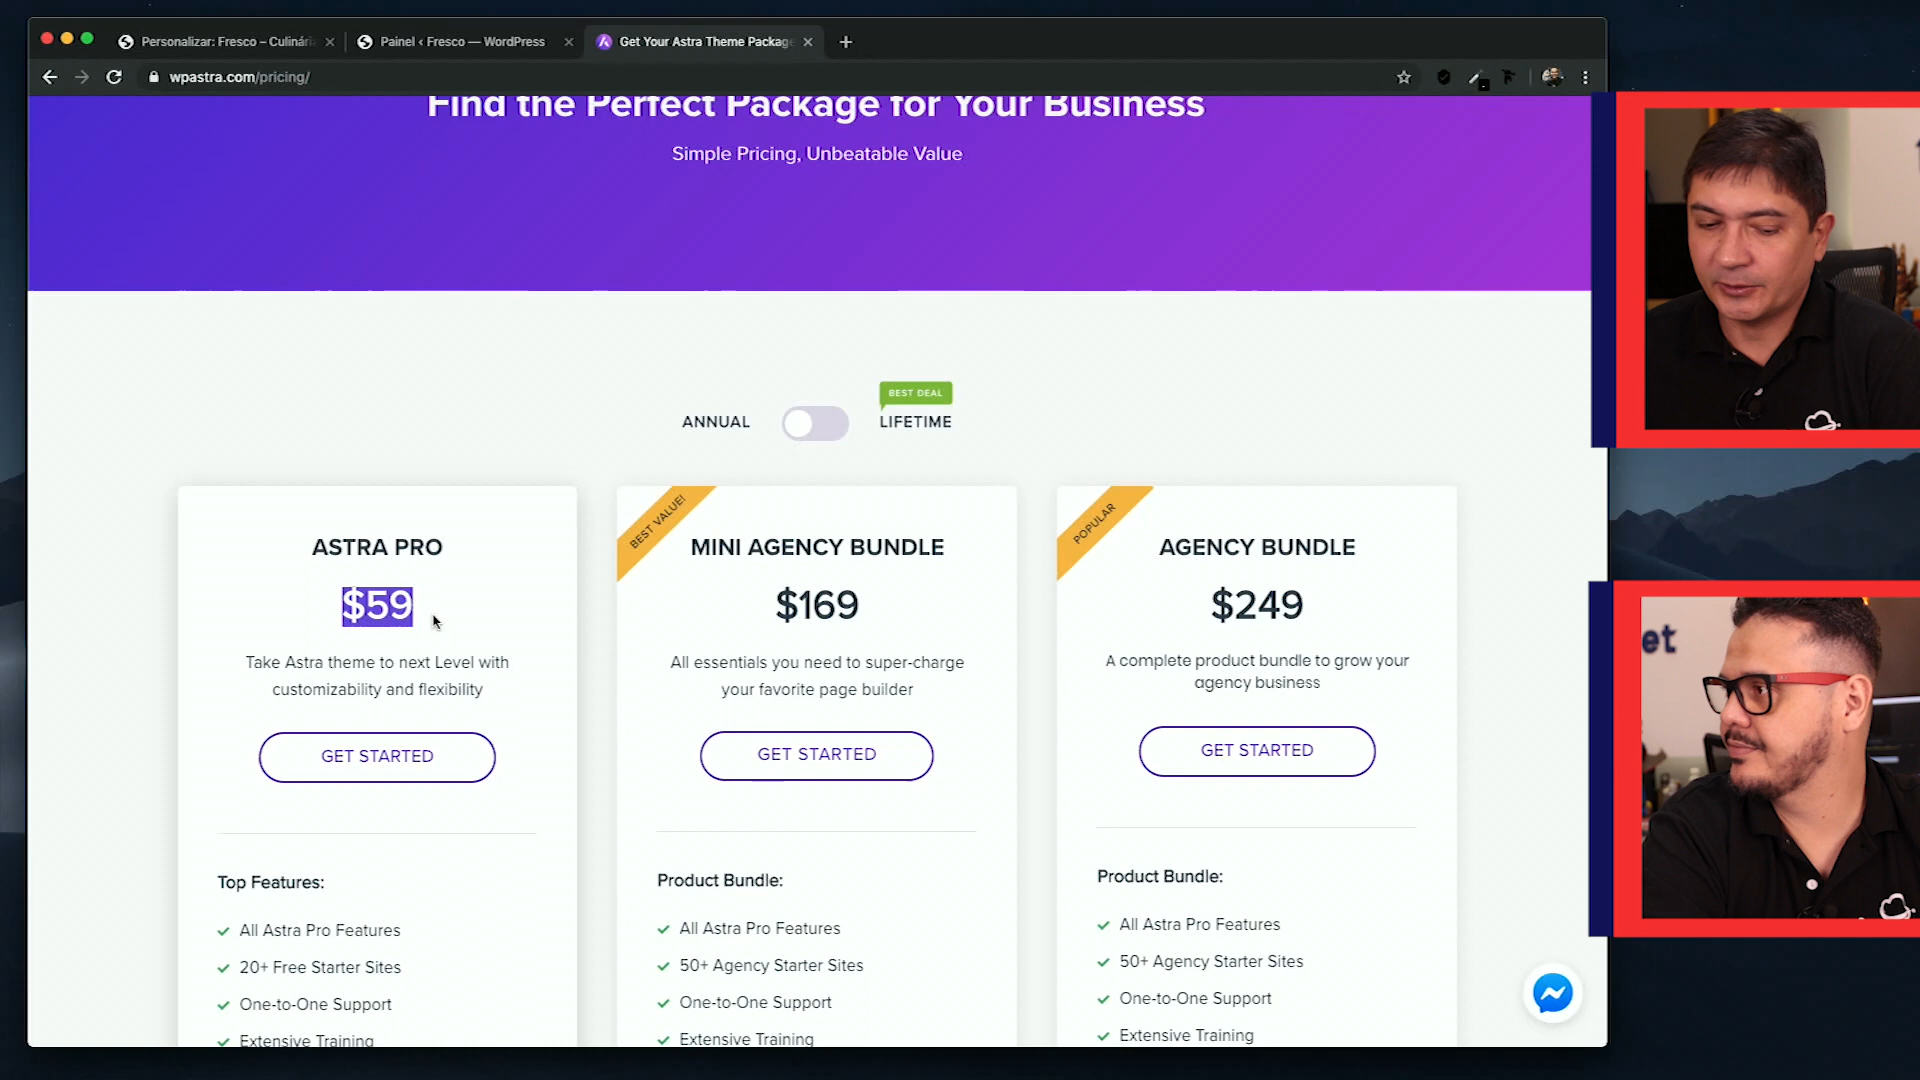 Personalizar: Fresco – Culinári
Painel ‹ Fresco — WordPress
Get Your Astra Theme Package
wpastra.com/pricing/
Find the Perfect Package for Your Business
Simple Pricing, Unbeatable Value
BEST DEAL
ANNUAL
LIFETIME
ASTRA PRO
$59
Take Astra theme to next Level with
customizability and flexibility
GET STARTED
Top Features:
All Astra Pro Features
20+ Free Starter Sites
One-to-One Support
Extensive Training
BEST VALUE!
MINI AGENCY BUNDLE
$169
All essentials you need to super-charge
your favorite page builder
GET STARTED
Product Bundle:
All Astra Pro Features
50+ Agency Starter Sites
One-to-One Support
Extensive Training
POPULAR
AGENCY BUNDLE
$249
A complete product bundle to grow your
agency business
GET STARTED
Product Bundle:
All Astra Pro Features
50+ Agency Starter Sites
One-to-One Support
Extensive Training
et